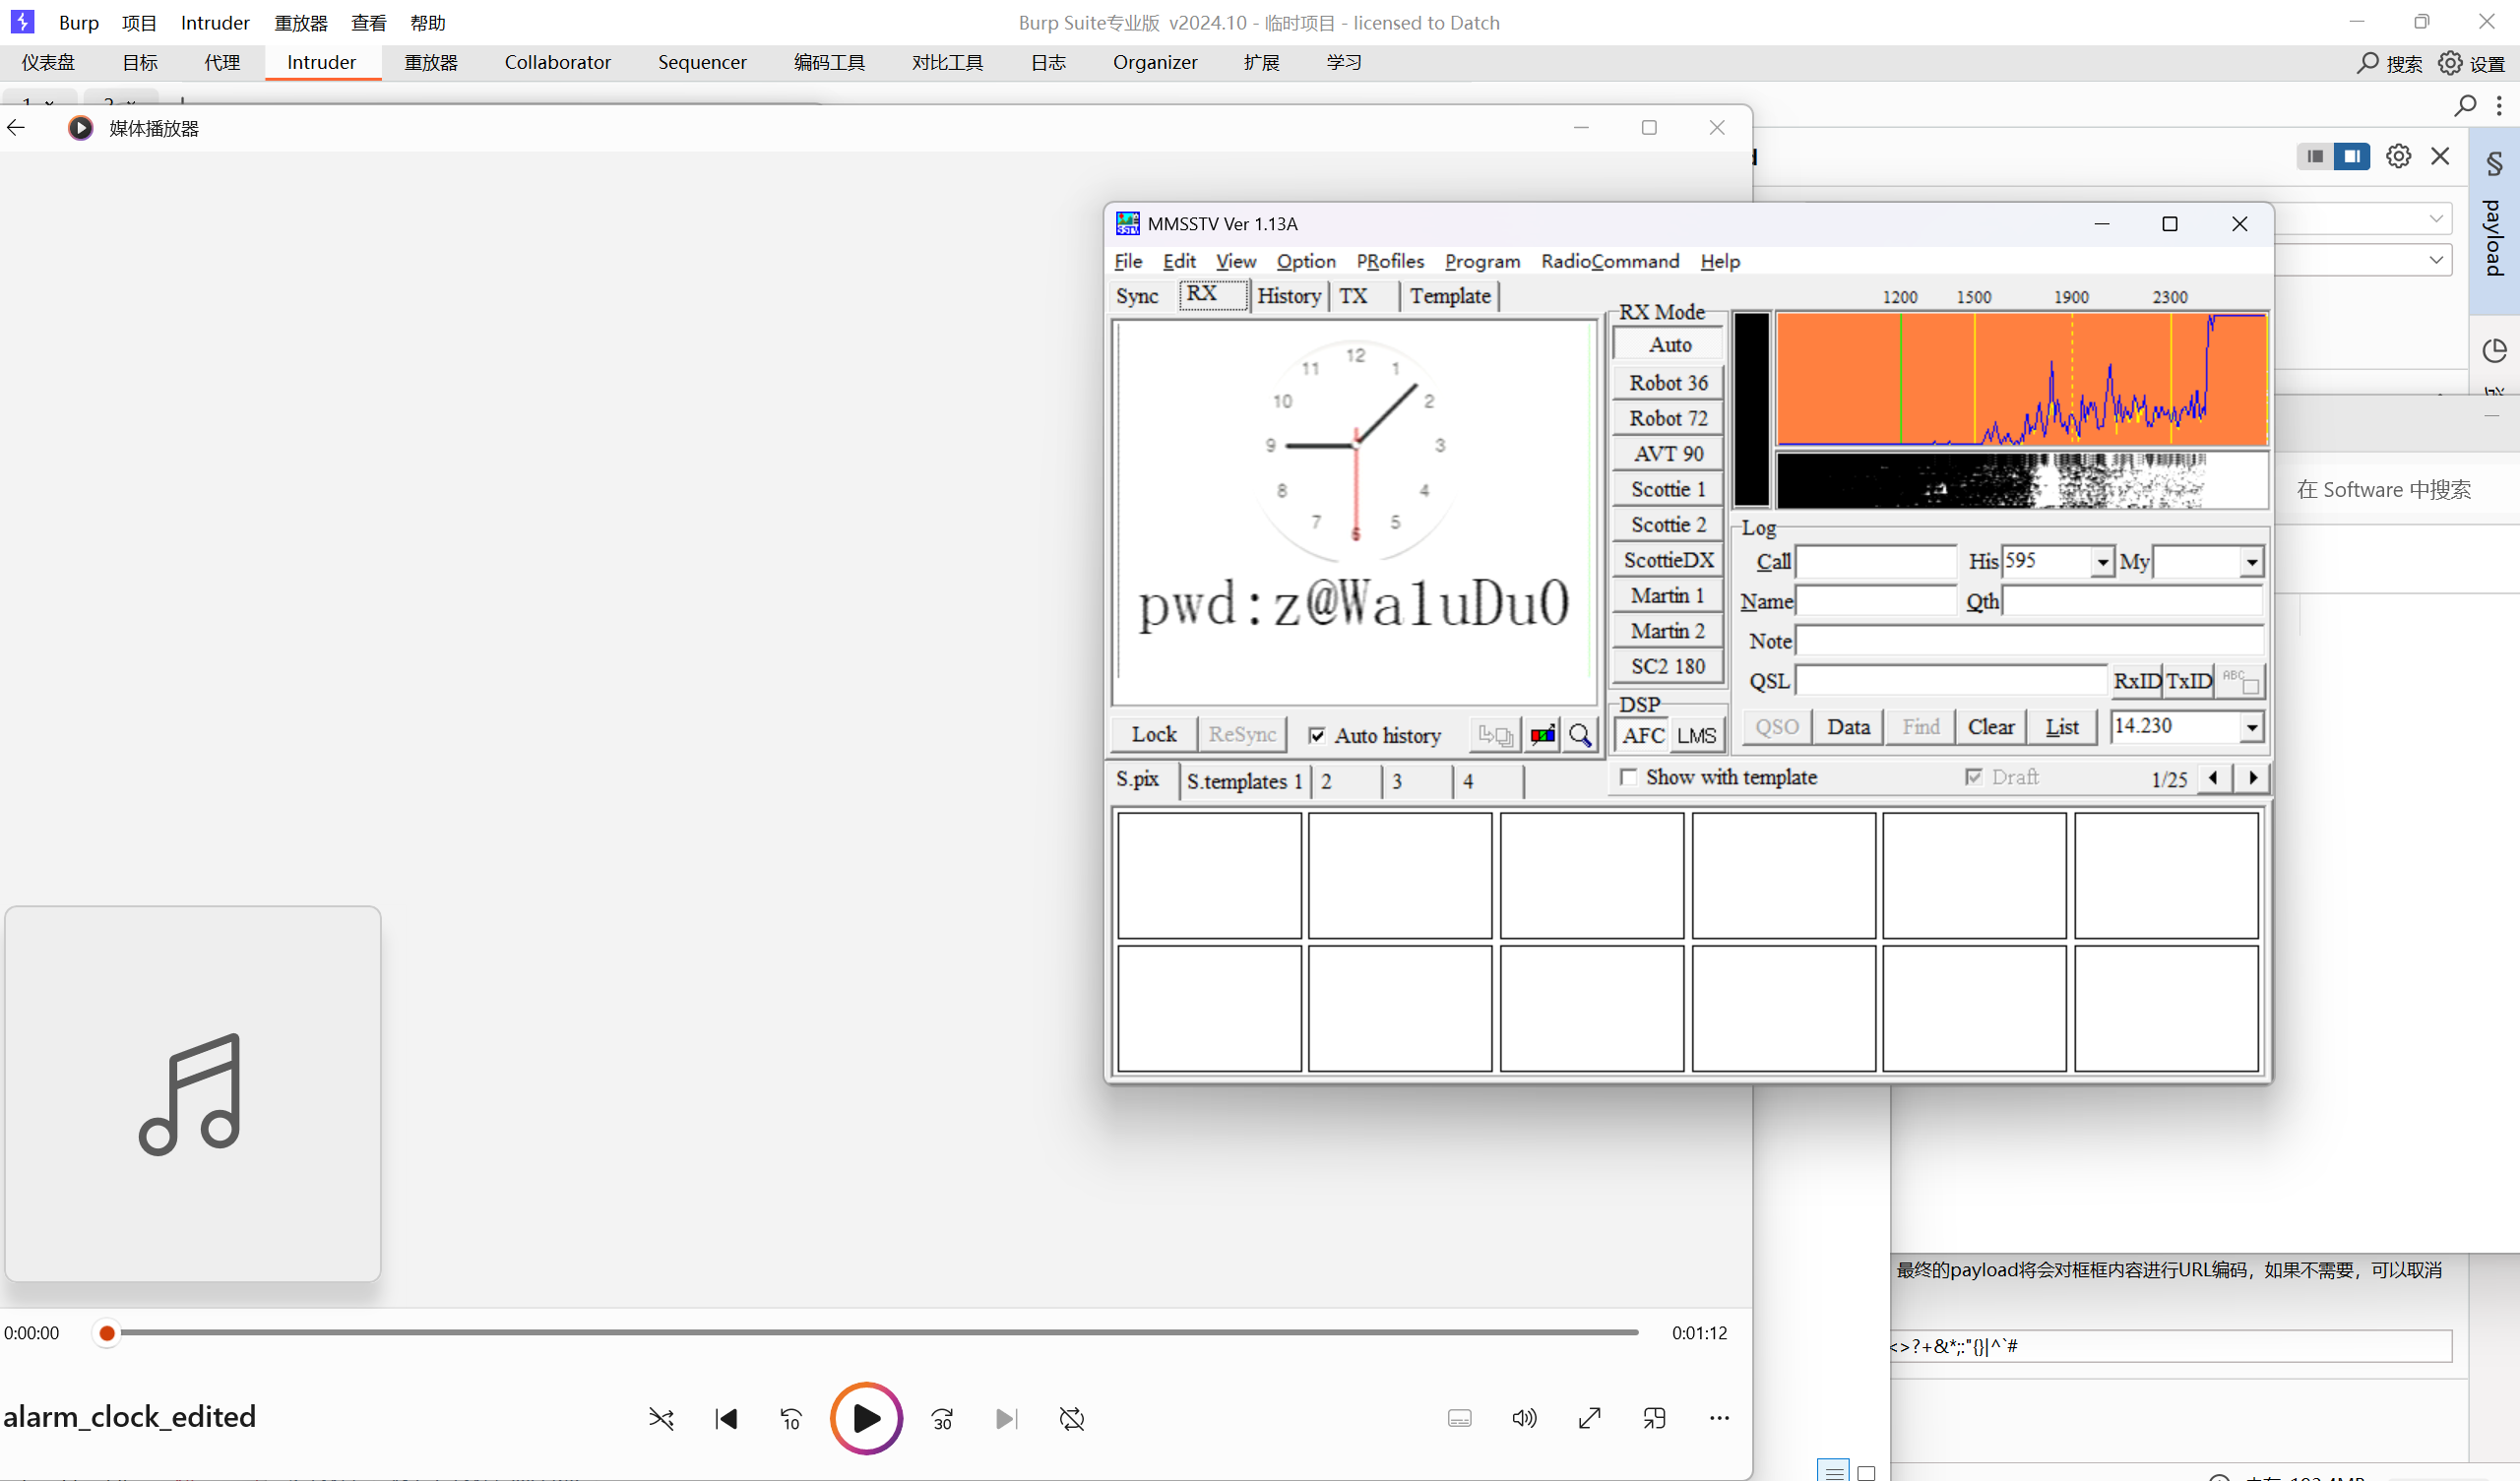 Burp 项目 Intruder 重放器 查看 帮助
Burp Suite专业版 v2024.10 - 临时项目 - licensed to Datch
仪表盘 目标 代理 Intruder 重放器 Collaborator Sequencer 编码工具 对比工具 日志 Organizer 扩展 学习
搜索 设置
媒体播放器
payload
MMSSTV Ver 1.13A
File Edit View Option PRofiles Program RadioCommand Help
Sync RX History TX Template
12
11 1
10 2
9 3
8 4
7 5
6
pwd:z@Wa1uDu0
Lock ReSync Auto history
RX Mode
Auto
Robot 36
Robot 72
AVT 90
Scottie 1
Scottie 2
ScottieDX
Martin 1
Martin 2
SC2 180
DSP
AFC LMS
1200 1500 1900 2300
Log
Call His 595 My
Name Qth
Note
QSL RxID TxID ABC
QSO Data Find Clear List 14.230
S.pix S.templates 1 2 3 4
Show with template Draft 1/25
在 Software 中搜索
最终的payload将会对框框内容进行URL编码，如果不需要，可以取消
<>?+&*;:"{}|^`#
0:00:00 0:01:12
alarm_clock_edited
10 30